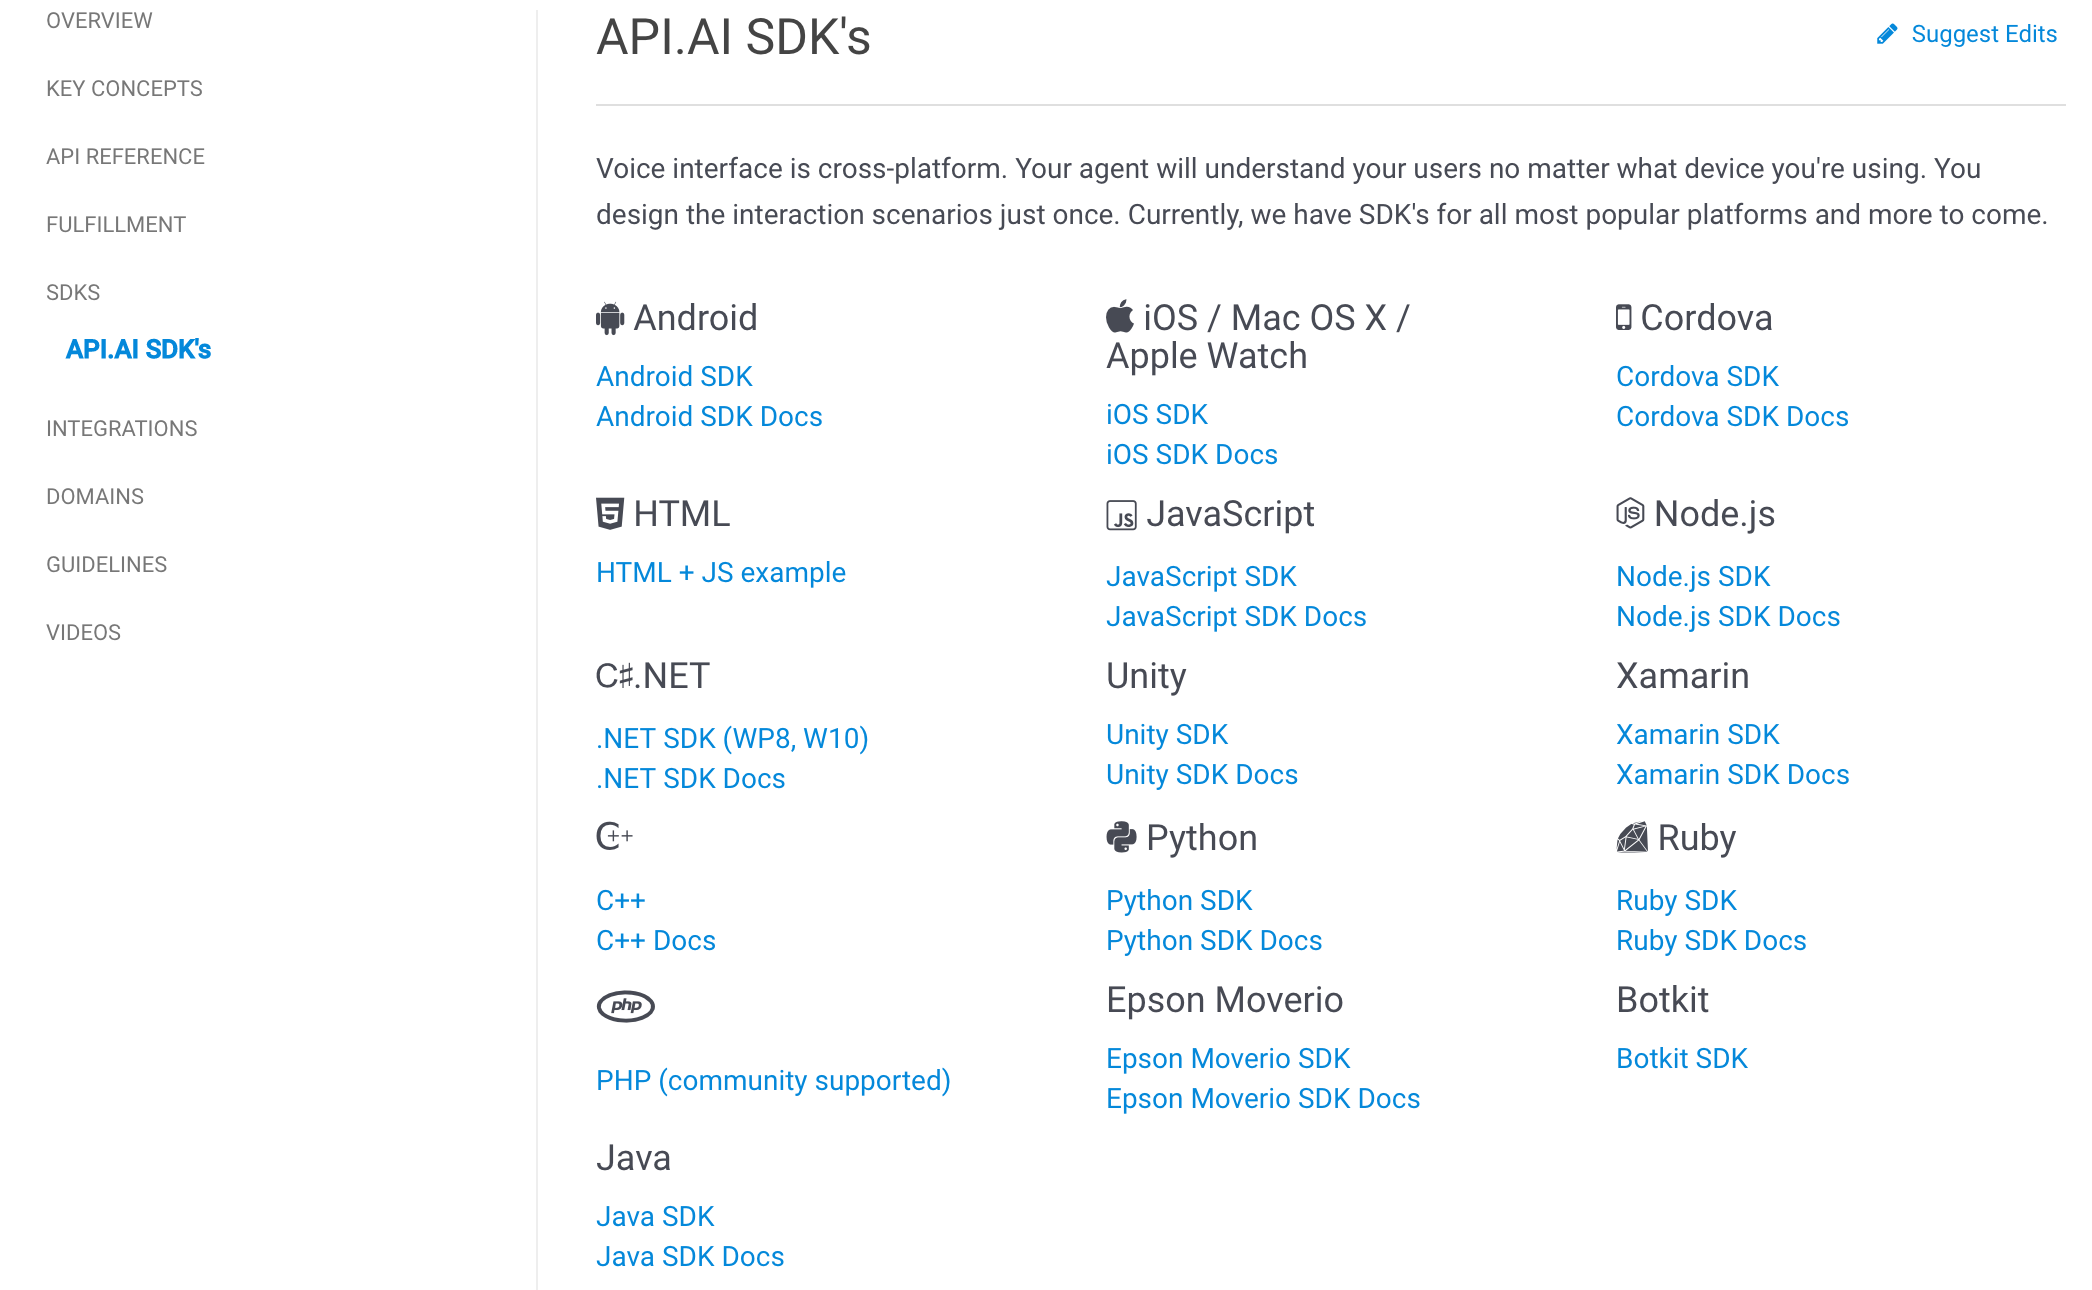 OVERVIEW
KEY CONCEPTS
API REFERENCE
FULFILLMENT
SDKS
API.AI SDK's
INTEGRATIONS
DOMAINS
GUIDELINES
VIDEOS
API.AI SDK's
Suggest Edits
Voice interface is cross-platform. Your agent will understand your users no matter what device you're using. You
design the interaction scenarios just once. Currently, we have SDK's for all most popular platforms and more to come.
Android
Android SDK
Android SDK Docs
iOS / Mac OS X /
Apple Watch
iOS SDK
iOS SDK Docs
Cordova
Cordova SDK
Cordova SDK Docs
5 HTML
HTML + JS example
JS JavaScript
JavaScript SDK
JavaScript SDK Docs
JS Node.js
Node.js SDK
Node.js SDK Docs
C♯.NET
.NET SDK (WP8, W10)
.NET SDK Docs
Unity
Unity SDK
Unity SDK Docs
Xamarin
Xamarin SDK
Xamarin SDK Docs
C++
C++
C++ Docs
Python
Python SDK
Python SDK Docs
Ruby
Ruby SDK
Ruby SDK Docs
php
PHP (community supported)
Epson Moverio
Epson Moverio SDK
Epson Moverio SDK Docs
Botkit
Botkit SDK
Java
Java SDK
Java SDK Docs